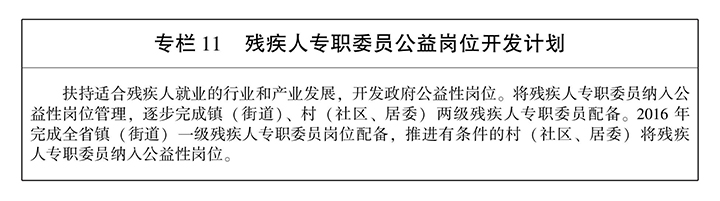 专栏 11 残疾人专职委员公益岗位开发计划
扶持适合残疾人就业的行业和产业发展，开发政府公益性岗位。将残疾人专职委员纳入公
益性岗位管理，逐步完成镇（街道）、村（社区、居委）两级残疾人专职委员配备。2016 年
完成全省镇（街道）一级残疾人专职委员岗位配备，推进有条件的村（社区、居委）将残疾
人专职委员纳入公益性岗位。